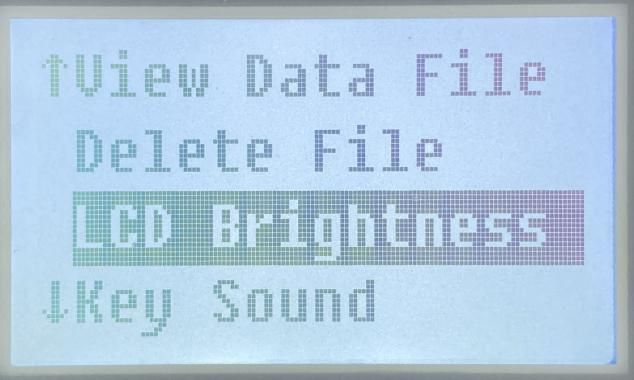 ↑View Data File
Delete File
LCD Brightness
↓Key Sound